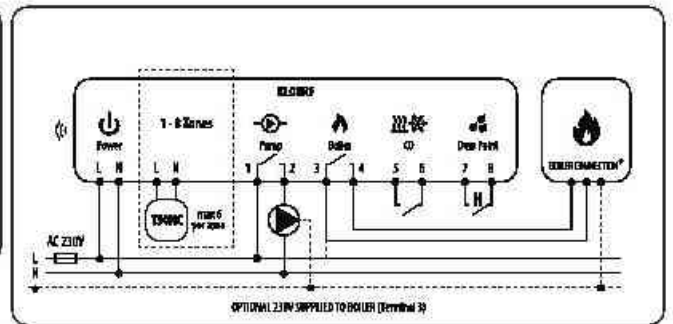 KL08RF
Power
1 - 8 Zones
Pump
Boiler
CO
Dew Point
L N L N 1 2 3 4 5 6 7 8
BOILER CONNECTION*
T30NC
max 6
per zone
AC 230V
L
N
OPTIONAL 230V SUPPLIED TO BOILER (Terminal 3)